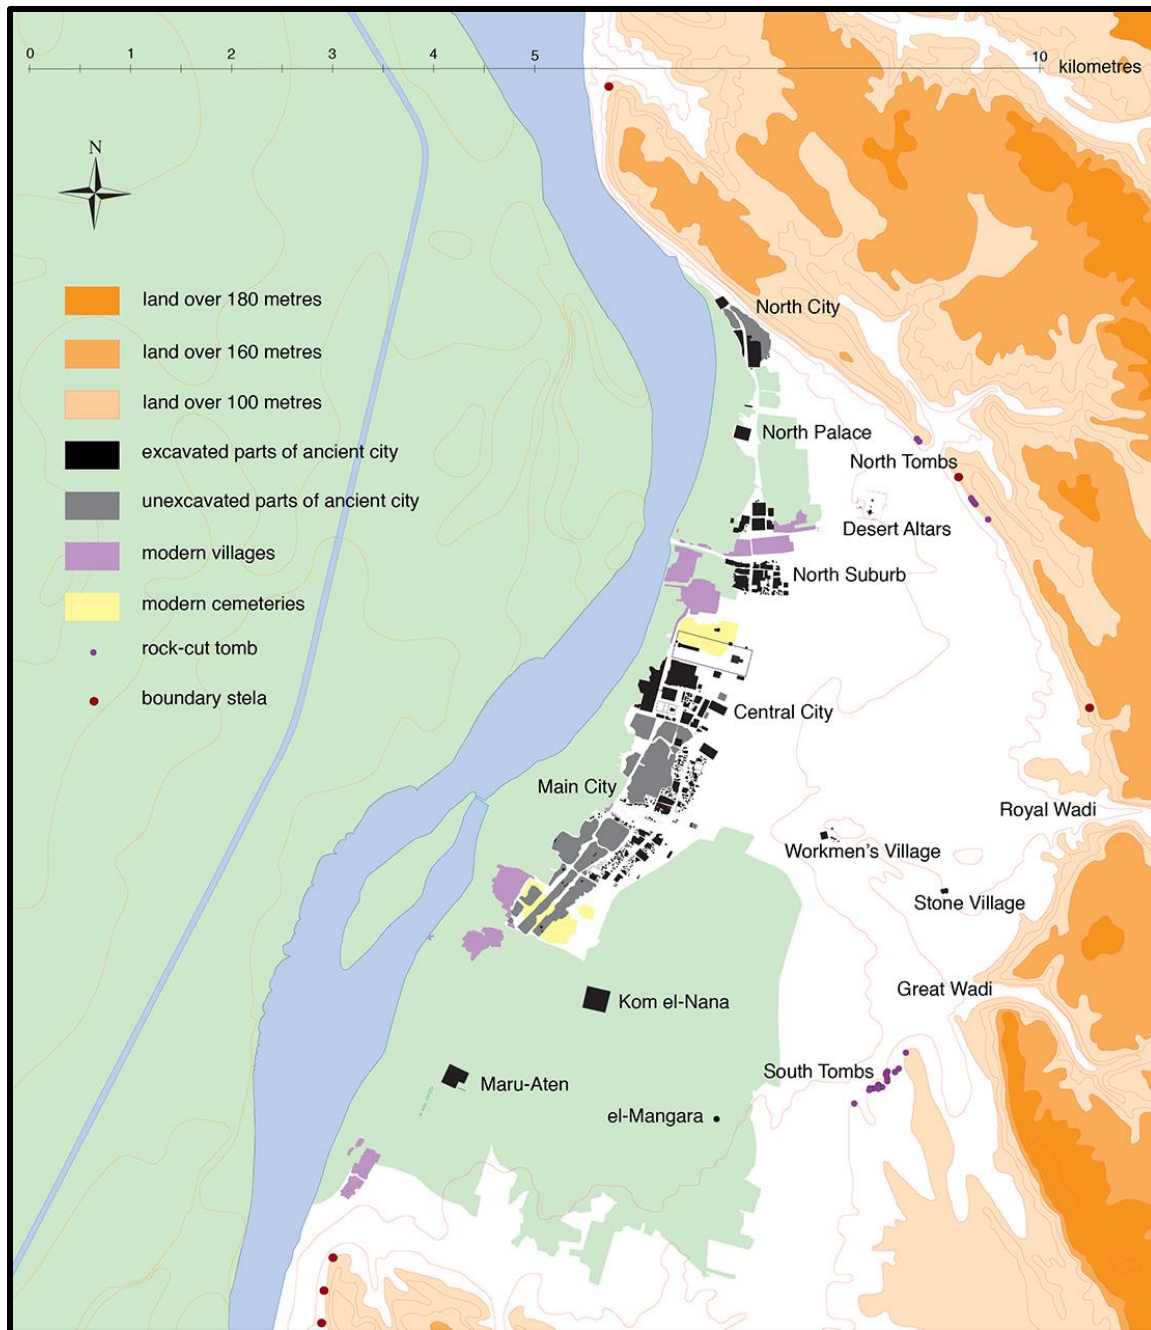 0 1 2 3 4 5 10
kilometres
N
land over 180 metres
land over 160 metres
land over 100 metres
excavated parts of ancient city
unexcavated parts of ancient city
modern villages
modern cemeteries
rock-cut tomb
boundary stela
North City
North Palace
North Tombs
Desert Altars
North Suburb
Central City
Main City
Royal Wadi
Workmen's Village
Stone Village
Great Wadi
Kom el-Nana
South Tombs
Maru-Aten
el-Mangara